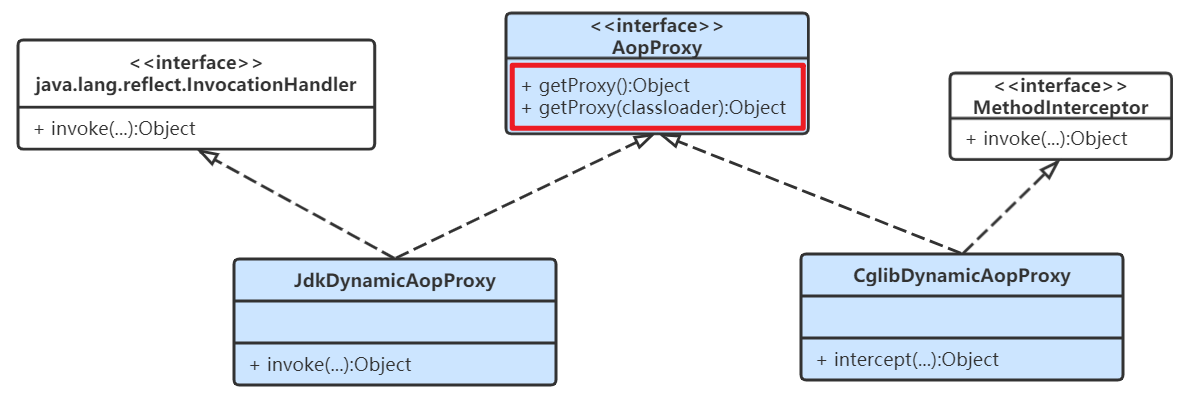 <<interface>>
java.lang.reflect.InvocationHandler
+ invoke(...):Object
<<interface>>
AopProxy
+ getProxy():Object
+ getProxy(classloader):Object
<<interface>>
MethodInterceptor
+ invoke(...):Object
JdkDynamicAopProxy
+ invoke(...):Object
CglibDynamicAopProxy
+ intercept(...):Object